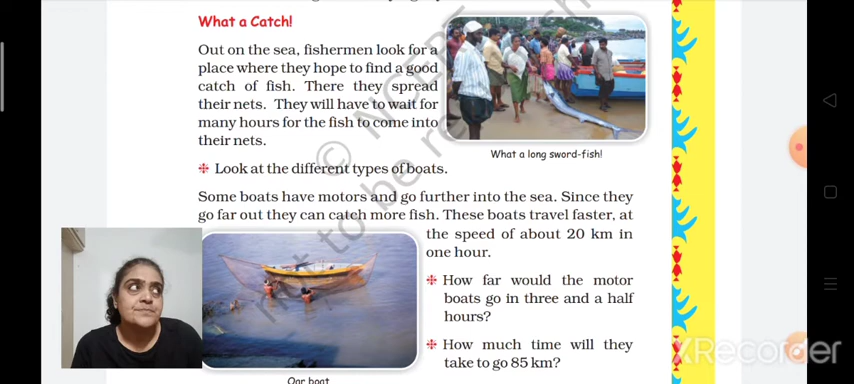 What a Catch!
Out on the sea, fishermen look for a
place where they hope to find a good
catch of fish. There they spread
their nets. They will have to wait for
many hours for the fish to come into
their nets.
What a long sword-fish!
❉ Look at the different types of boats.
Some boats have motors and go further into the sea. Since they
go far out they can catch more fish. These boats travel faster, at
the speed of about 20 km in
one hour.
❉ How far would the motor
boats go in three and a half
hours?
❉ How much time will they
take to go 85 km?
Oar boat
© NCERT
not to be re
XRecorder